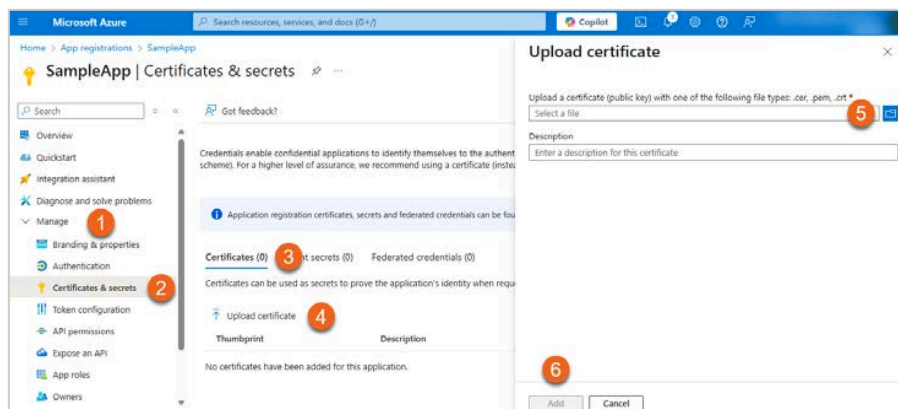 Microsoft Azure
Search resources, services, and docs (G+/)
Copilot
Home > App registrations > SampleApp
SampleApp | Certificates & secrets
Search
Overview
Quickstart
Integration assistant
Diagnose and solve problems
Manage
1
Branding & properties
Authentication
Certificates & secrets
2
Token configuration
API permissions
Expose an API
App roles
Owners
Got feedback?
Credentials enable confidential applications to identify themselves to the authent
scheme). For a higher level of assurance, we recommend using a certificate (inste
Application registration certificates, secrets and federated credentials can be fou
Certificates (0)
3
secrets (0)
Federated credentials (0)
Certificates can be used as secrets to prove the application's identity when requ
Upload certificate
4
Thumbprint
Description
No certificates have been added for this application.
Upload certificate
Upload a certificate (public key) with one of the following file types: .cer, .pem, .crt *
Select a file
5
Description
Enter a description for this certificate
6
Add
Cancel